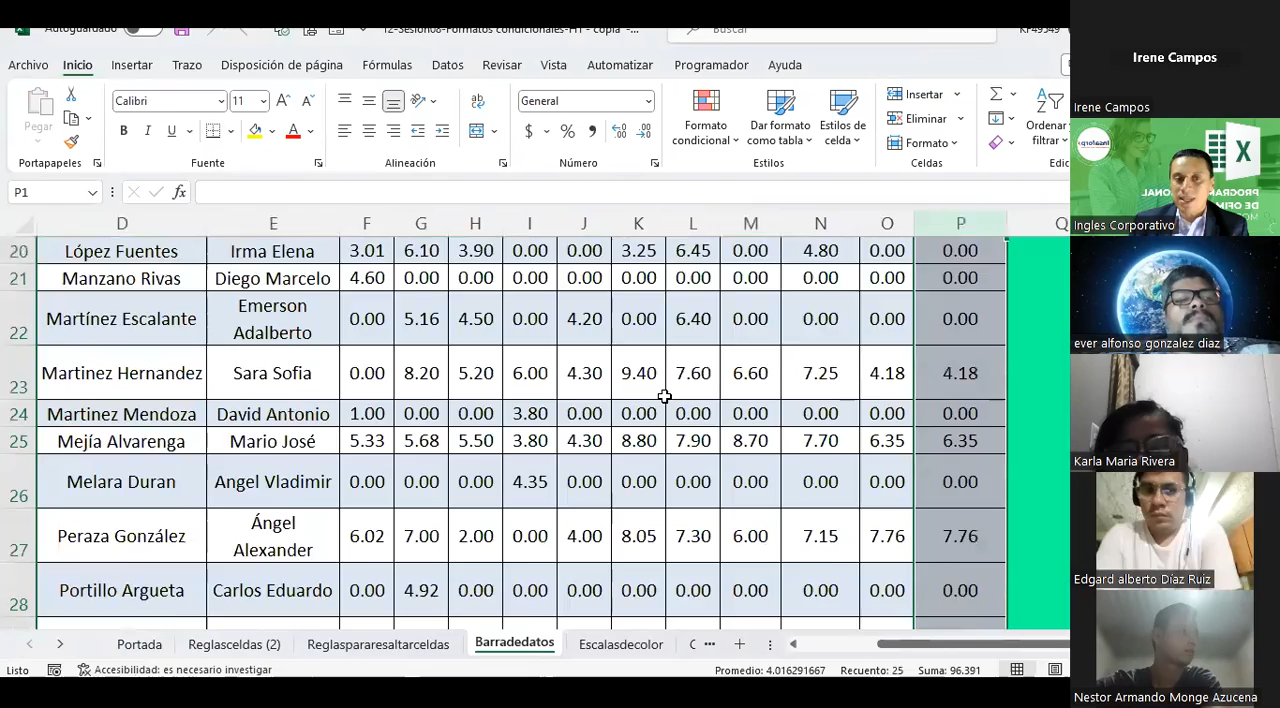 Autoguardado 12-Sesion08-Formatos condicionales-H1 - copia -... Buscar
Archivo Inicio Insertar Trazo Disposición de página Fórmulas Datos Revisar Vista Automatizar Programador Ayuda
Pegar Calibri 11 General Formato condicional Dar formato como tabla Estilos de celda Insertar Eliminar Formato Ordenar filtrar
Portapapeles Fuente Alineación Número Estilos Celdas
P1 fx
D E F G H I J K L M N O P Q
20 López Fuentes Irma Elena 3.01 6.10 3.90 0.00 0.00 3.25 6.45 0.00 4.80 0.00 0.00
21 Manzano Rivas Diego Marcelo 4.60 0.00 0.00 0.00 0.00 0.00 0.00 0.00 0.00 0.00 0.00
22 Martínez Escalante Emerson Adalberto 0.00 5.16 4.50 0.00 4.20 0.00 6.40 0.00 0.00 0.00 0.00
23 Martinez Hernandez Sara Sofia 0.00 8.20 5.20 6.00 4.30 9.40 7.60 6.60 7.25 4.18 4.18
24 Martinez Mendoza David Antonio 1.00 0.00 0.00 3.80 0.00 0.00 0.00 0.00 0.00 0.00 0.00
25 Mejía Alvarenga Mario José 5.33 5.68 5.50 3.80 4.30 8.80 7.90 8.70 7.70 6.35 6.35
26 Melara Duran Angel Vladimir 0.00 0.00 0.00 4.35 0.00 0.00 0.00 0.00 0.00 0.00 0.00
27 Peraza González Ángel Alexander 6.02 7.00 2.00 0.00 4.00 8.05 7.30 6.00 7.15 7.76 7.76
28 Portillo Argueta Carlos Eduardo 0.00 4.92 0.00 0.00 0.00 0.00 0.00 0.00 0.00 0.00 0.00
Portada Reglasceldas (2) Reglaspararesaltarceldas Barradedatos Escalasdecolor
Listo Accesibilidad: es necesario investigar Promedio: 4.016291667 Recuento: 25 Suma: 96.391
Irene Campos
Irene Campos
Ingles Corporativo
ever alfonso gonzalez diaz
Karla Maria Rivera
Edgard alberto Díaz Ruiz
Nestor Armando Monge Azucena